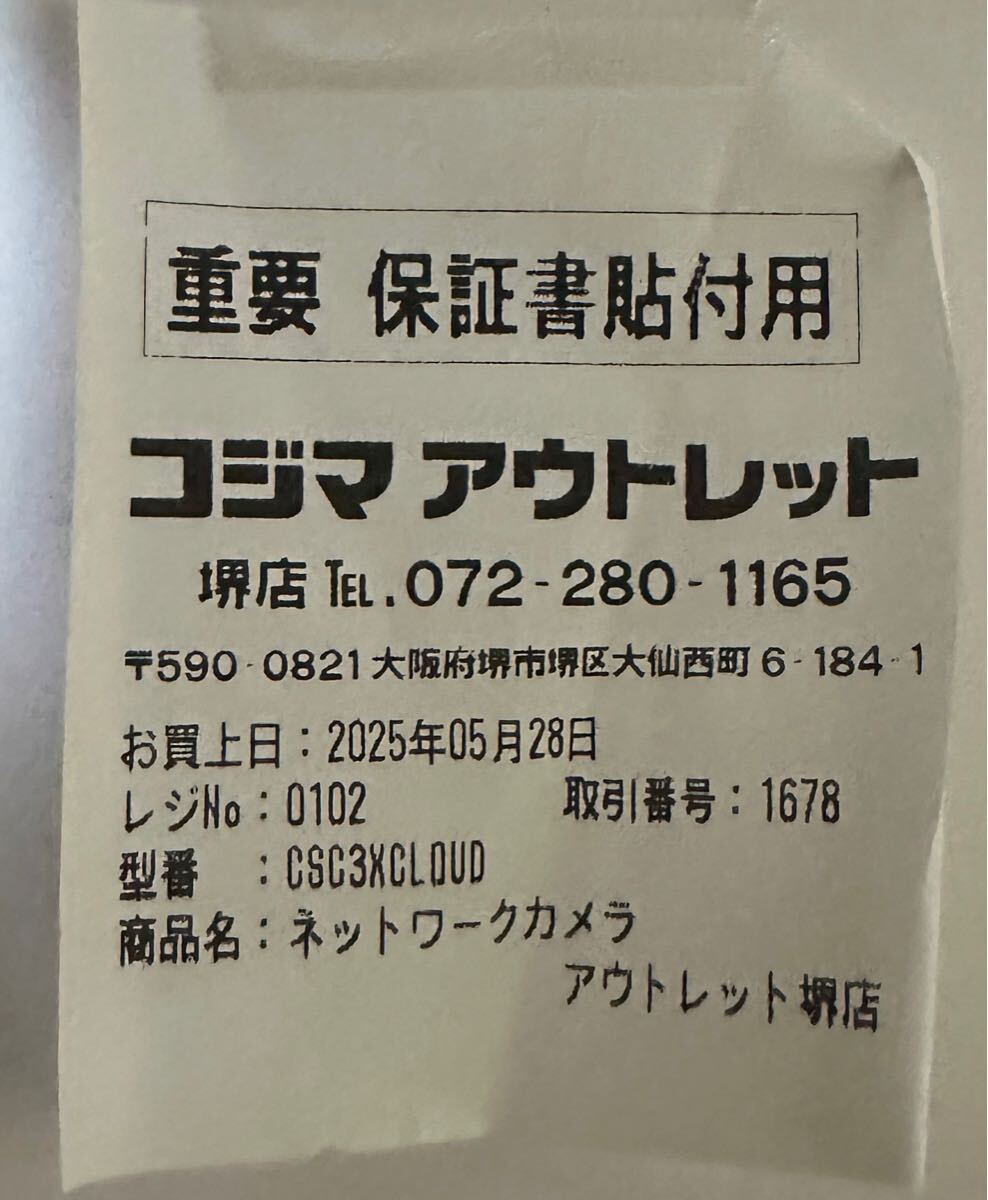 重要 保証書貼付用
コジマ アウトレット
堺店 TEL.072-280-1165
〒590-0821 大阪府堺市堺区大仙西町 6-184-1
お買上日：2025年05月28日
レジNo：0102 取引番号：1678
型番 ：CSC3XCLOUD
商品名：ネットワークカメラ
アウトレット堺店